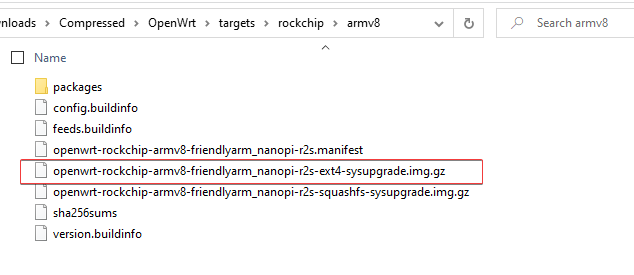 nloads > Compressed > OpenWrt > targets > rockchip > armv8
Search armv8
Name
packages
config.buildinfo
feeds.buildinfo
openwrt-rockchip-armv8-friendlyarm_nanopi-r2s.manifest
openwrt-rockchip-armv8-friendlyarm_nanopi-r2s-ext4-sysupgrade.img.gz
openwrt-rockchip-armv8-friendlyarm_nanopi-r2s-squashfs-sysupgrade.img.gz
sha256sums
version.buildinfo